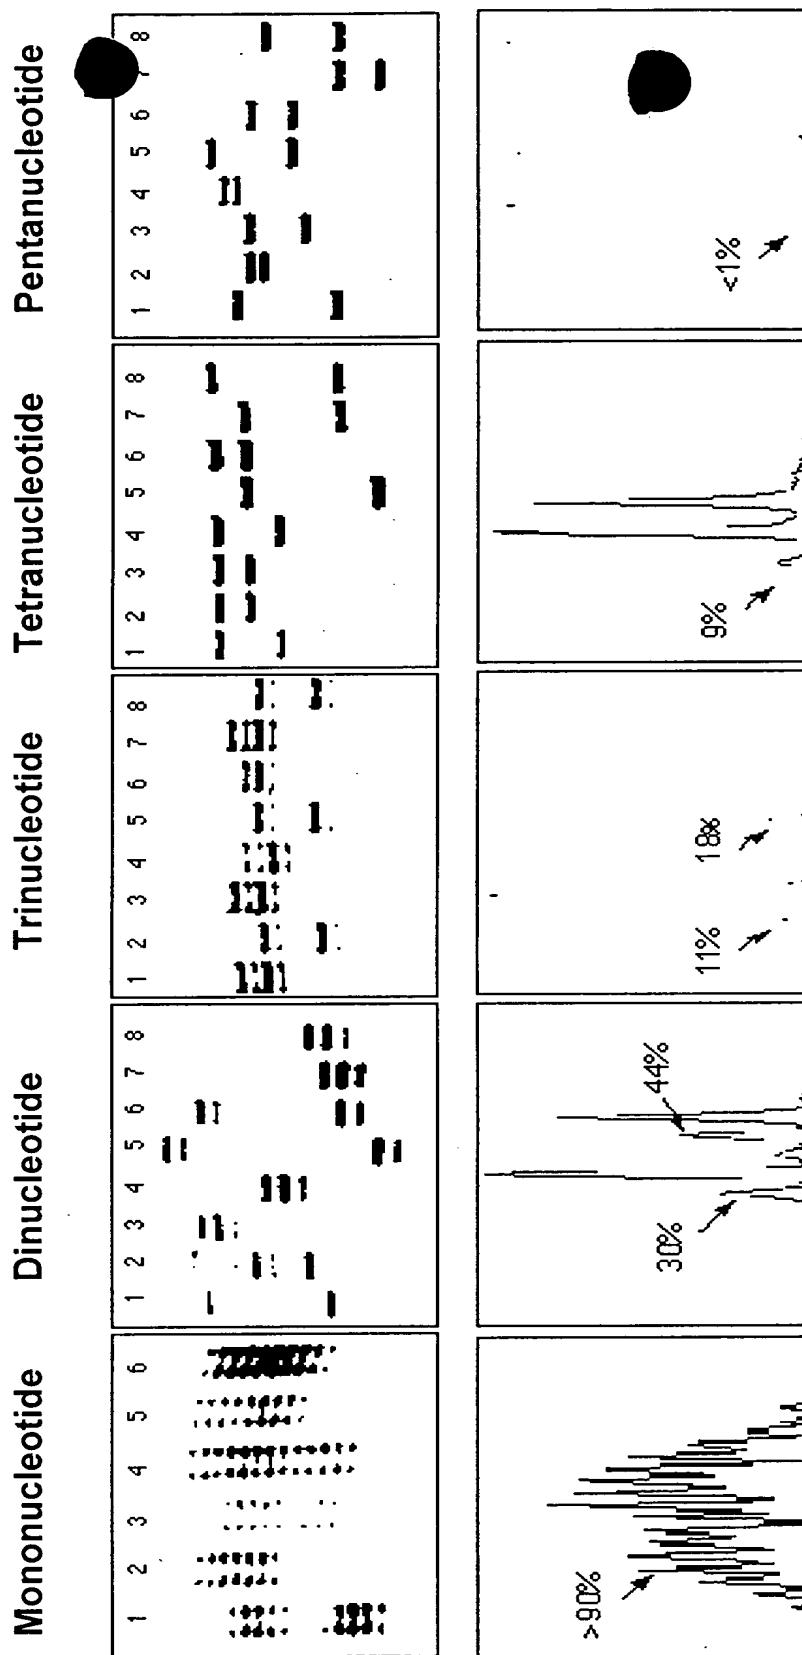 Mononucleotide Dinucleotide Trinucleotide Tetranucleotide Pentanucleotide
1 2 3 4 5 6 1 2 3 4 5 6 7 8 1 2 3 4 5 6 7 8 1 2 3 4 5 6 7 8 1 2 3 4 5 6 7 8
>90% 30% 44% 11% 18% 9% <1%